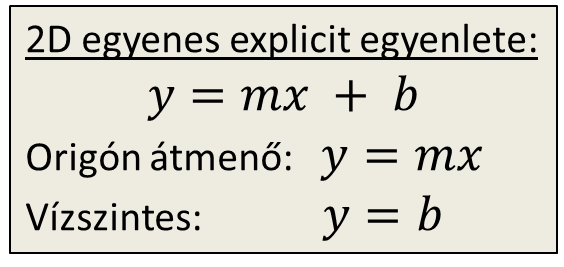 2D egyenes explicit egyenlete:
y = mx + b
Origón átmenő: y = mx
Vízszintes: y = b